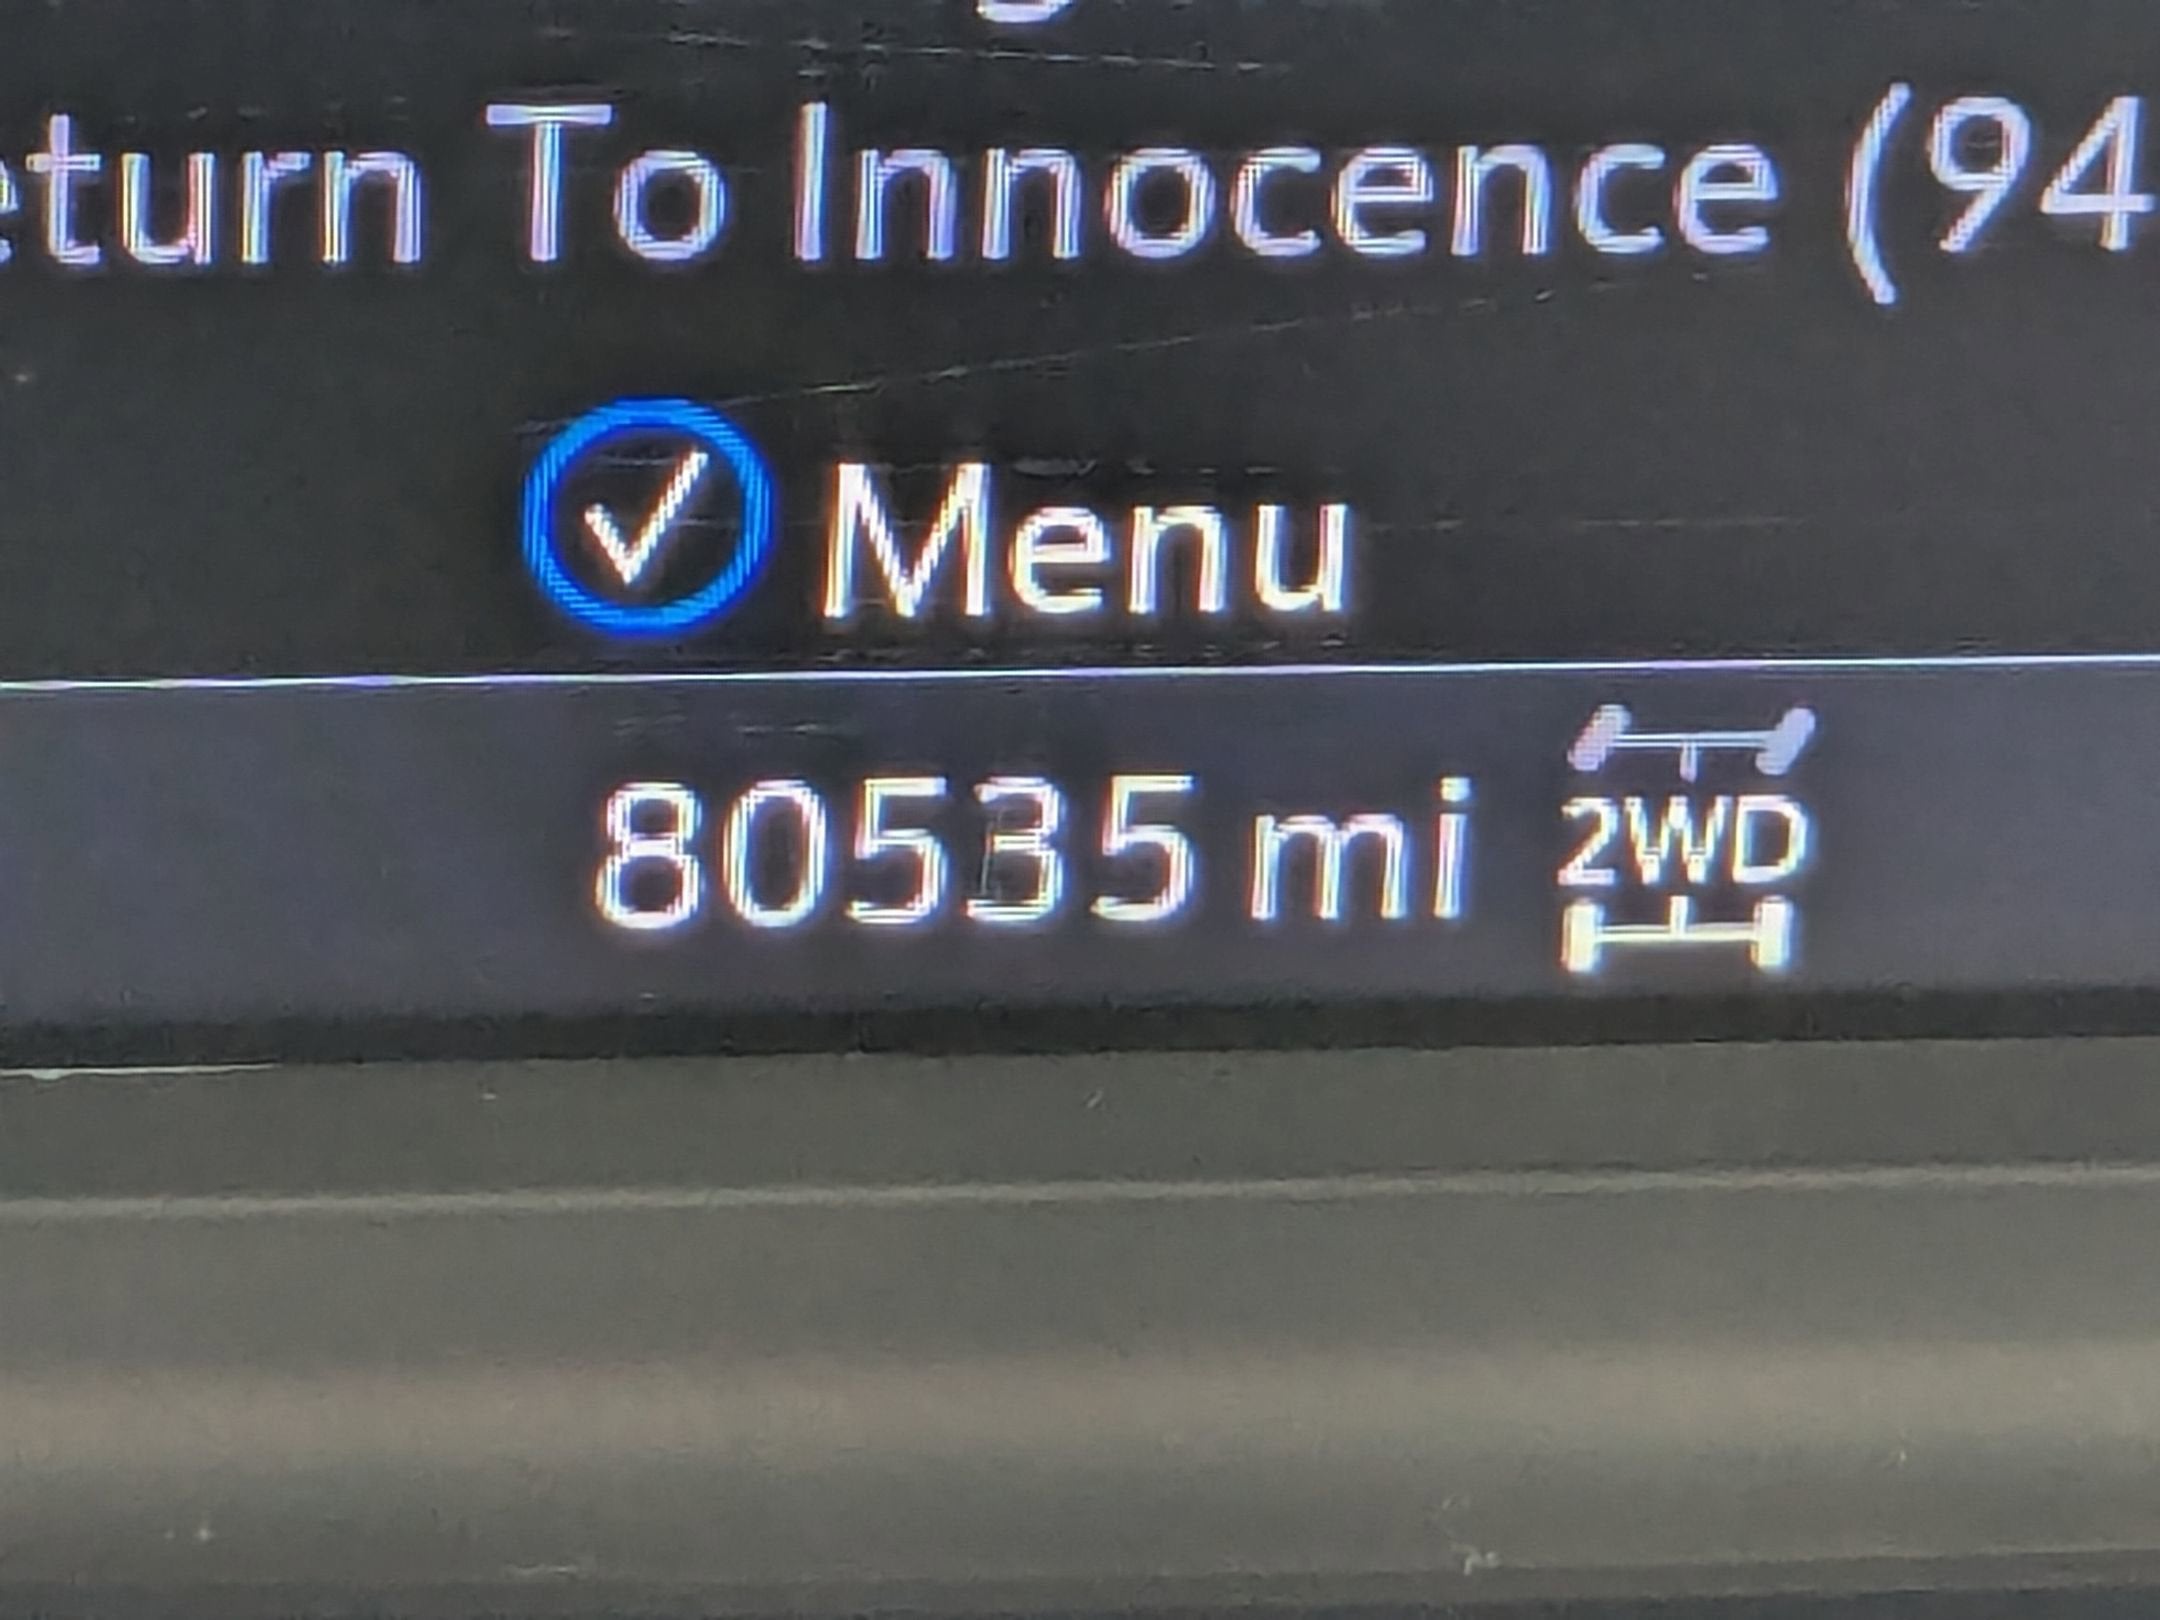 eturn To Innocence (94
Menu
80535 mi 2WD